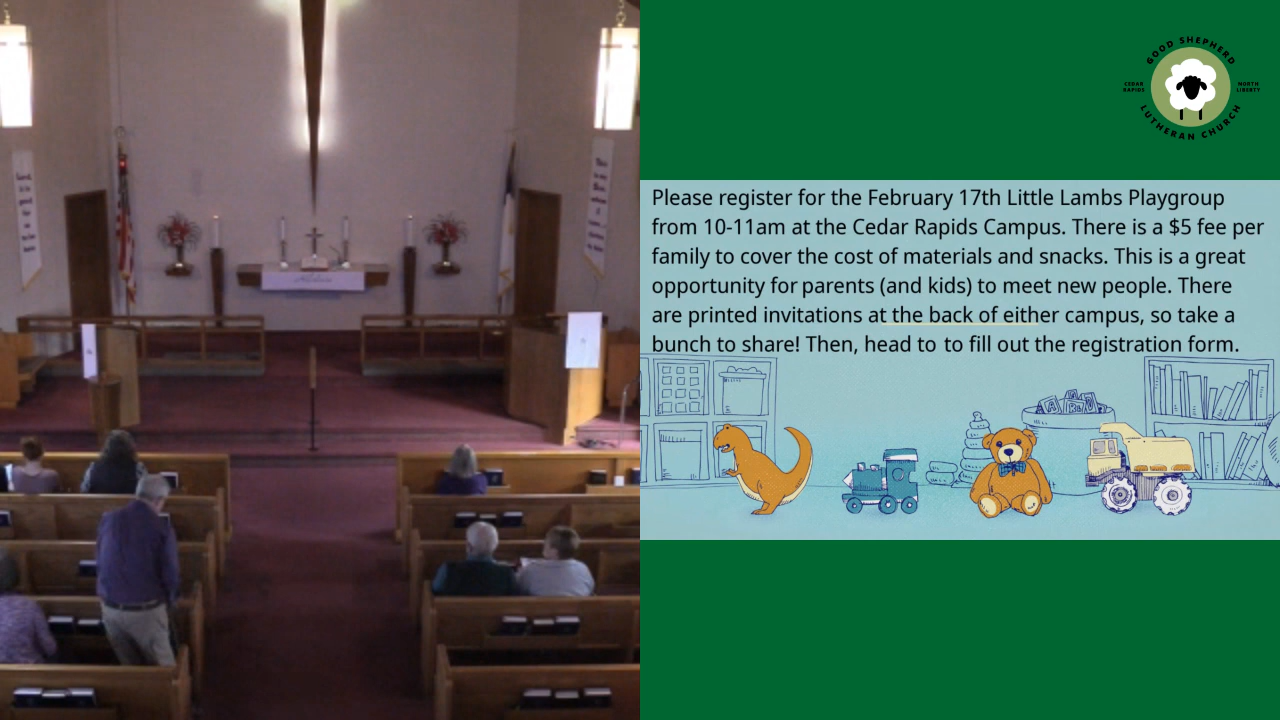 GOOD SHEPHERD
CEDAR RAPIDS
NORTH LIBERTY
LUTHERAN CHURCH
Please register for the February 17th Little Lambs Playgroup
from 10-11am at the Cedar Rapids Campus. There is a $5 fee per
family to cover the cost of materials and snacks. This is a great
opportunity for parents (and kids) to meet new people. There
are printed invitations at the back of either campus, so take a
bunch to share! Then, head to to fill out the registration form.